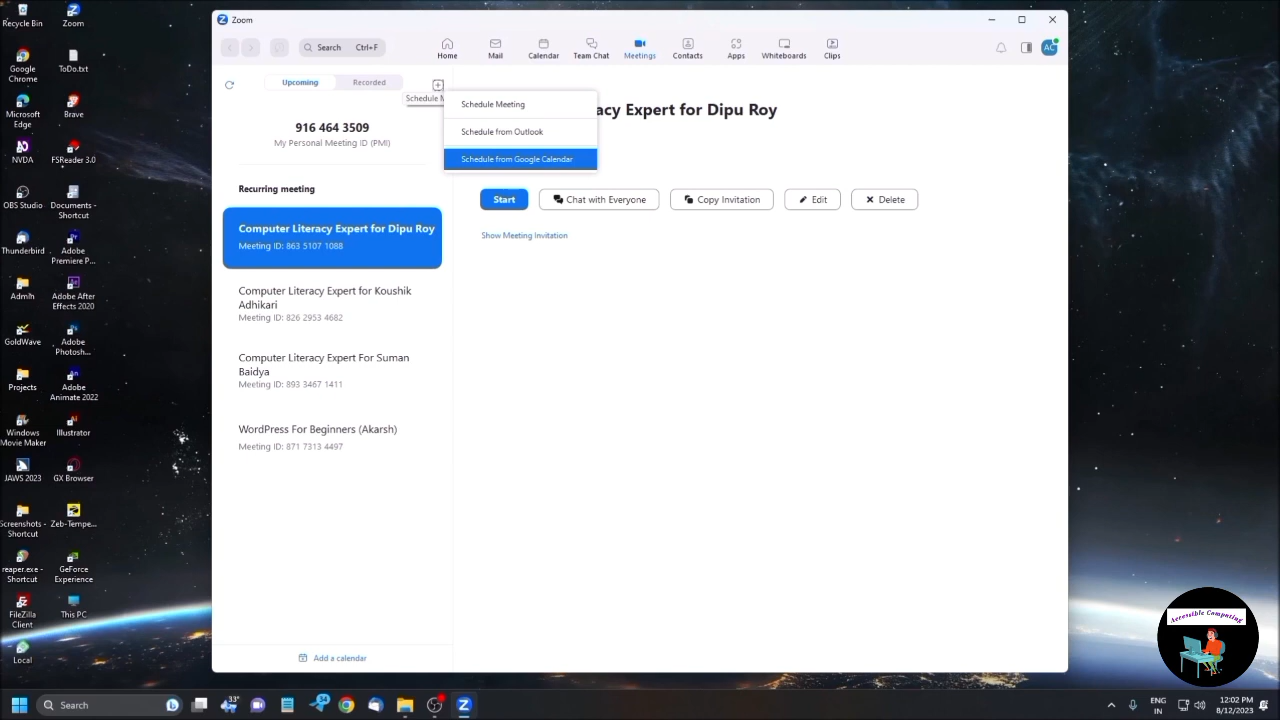 Recycle Bin
Zoom
Google Chrome
ToDo.txt
Microsoft Edge
Brave
NVDA
FSReader 3.0
OBS Studio
Documents - Shortcut
Thunderbird
Adobe Premiere P...
Admin
Adobe After Effects 2020
GoldWave
Adobe Photosh...
Projects
Adobe Animate 2022
Windows Movie Maker
Illustrator
JAWS 2023
GX Browser
Screenshots - Shortcut
Zeb-Tempe...
reaper.exe - Shortcut
GeForce Experience
FileZilla Client
This PC
Local
Zoom
Search Ctrl+F
Home
Mail
Calendar
Team Chat
Meetings
Contacts
Apps
Whiteboards
Clips
AC
Upcoming
Recorded
Schedule M
Schedule Meeting
Schedule from Outlook
Schedule from Google Calendar
916 464 3509
My Personal Meeting ID (PMI)
Recurring meeting
Computer Literacy Expert for Dipu Roy
Meeting ID: 863 5107 1088
Computer Literacy Expert for Koushik
Adhikari
Meeting ID: 826 2953 4682
Computer Literacy Expert For Suman
Baidya
Meeting ID: 893 3467 1411
WordPress For Beginners (Akarsh)
Meeting ID: 871 7313 4497
Add a calendar
acy Expert for Dipu Roy
Start
Chat with Everyone
Copy Invitation
Edit
Delete
Show Meeting Invitation
Accessible Computing
Search
33°
34
ENG
IN
12:02 PM
8/12/2023